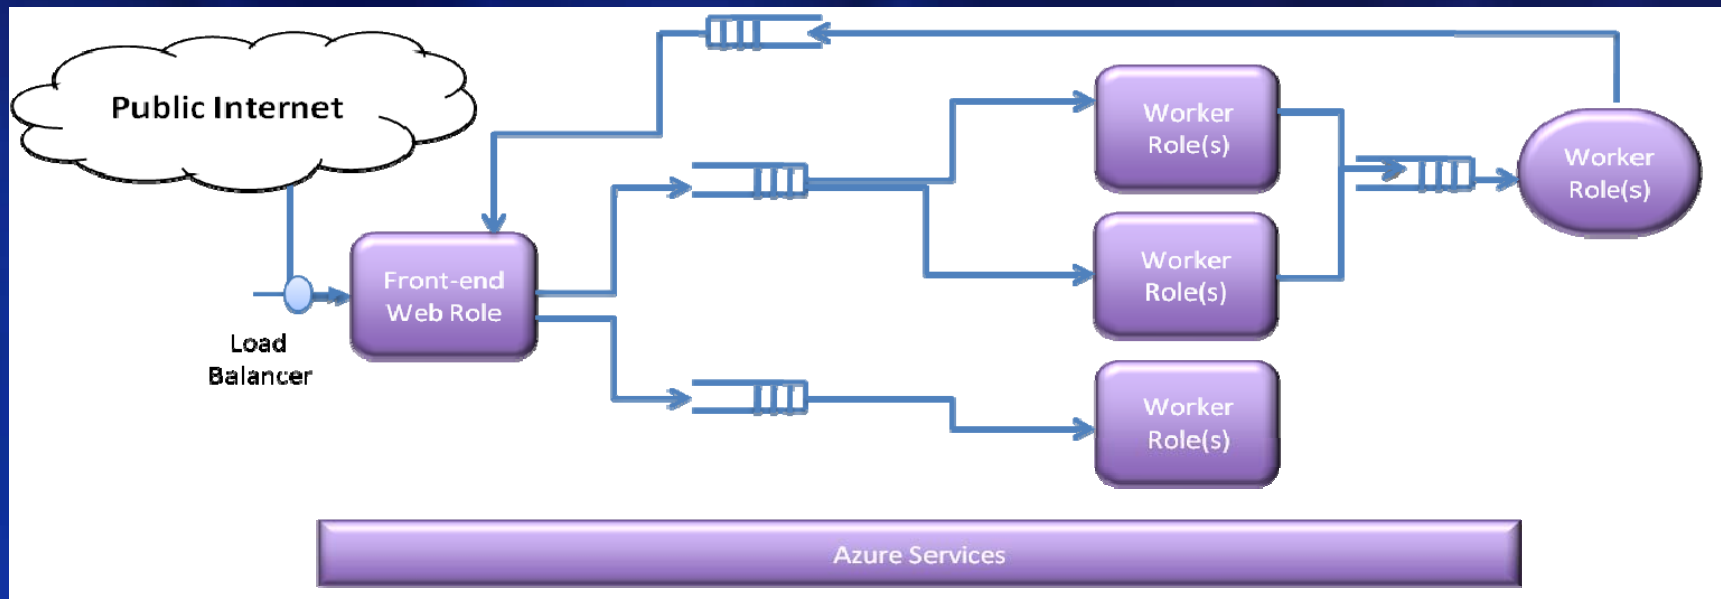 Public Internet
Load
Balancer
Front-end
Web Role
Worker
Role(s)
Worker
Role(s)
Worker
Role(s)
Worker
Role(s)
Azure Services